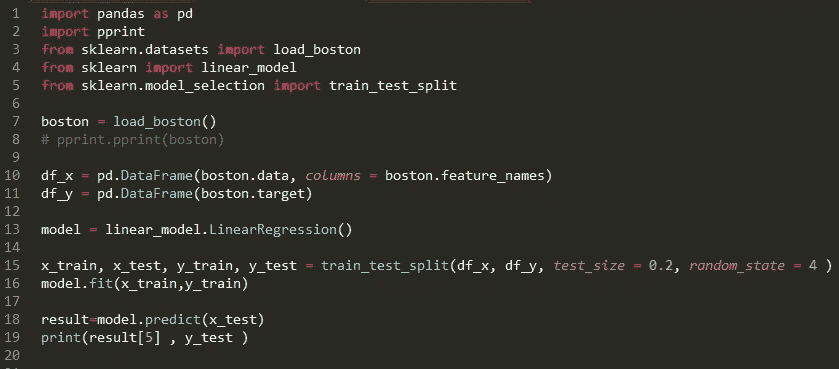 1 import pandas as pd
2 import pprint
3 from sklearn.datasets import load_boston
4 from sklearn import linear_model
5 from sklearn.model_selection import train_test_split
6
7 boston = load_boston()
8 # pprint.pprint(boston)
9
10 df_x = pd.DataFrame(boston.data, columns = boston.feature_names)
11 df_y = pd.DataFrame(boston.target)
12
13 model = linear_model.LinearRegression()
14
15 x_train, x_test, y_train, y_test = train_test_split(df_x, df_y, test_size = 0.2, random_state = 4 )
16 model.fit(x_train,y_train)
17
18 result=model.predict(x_test)
19 print(result[5] , y_test )
20